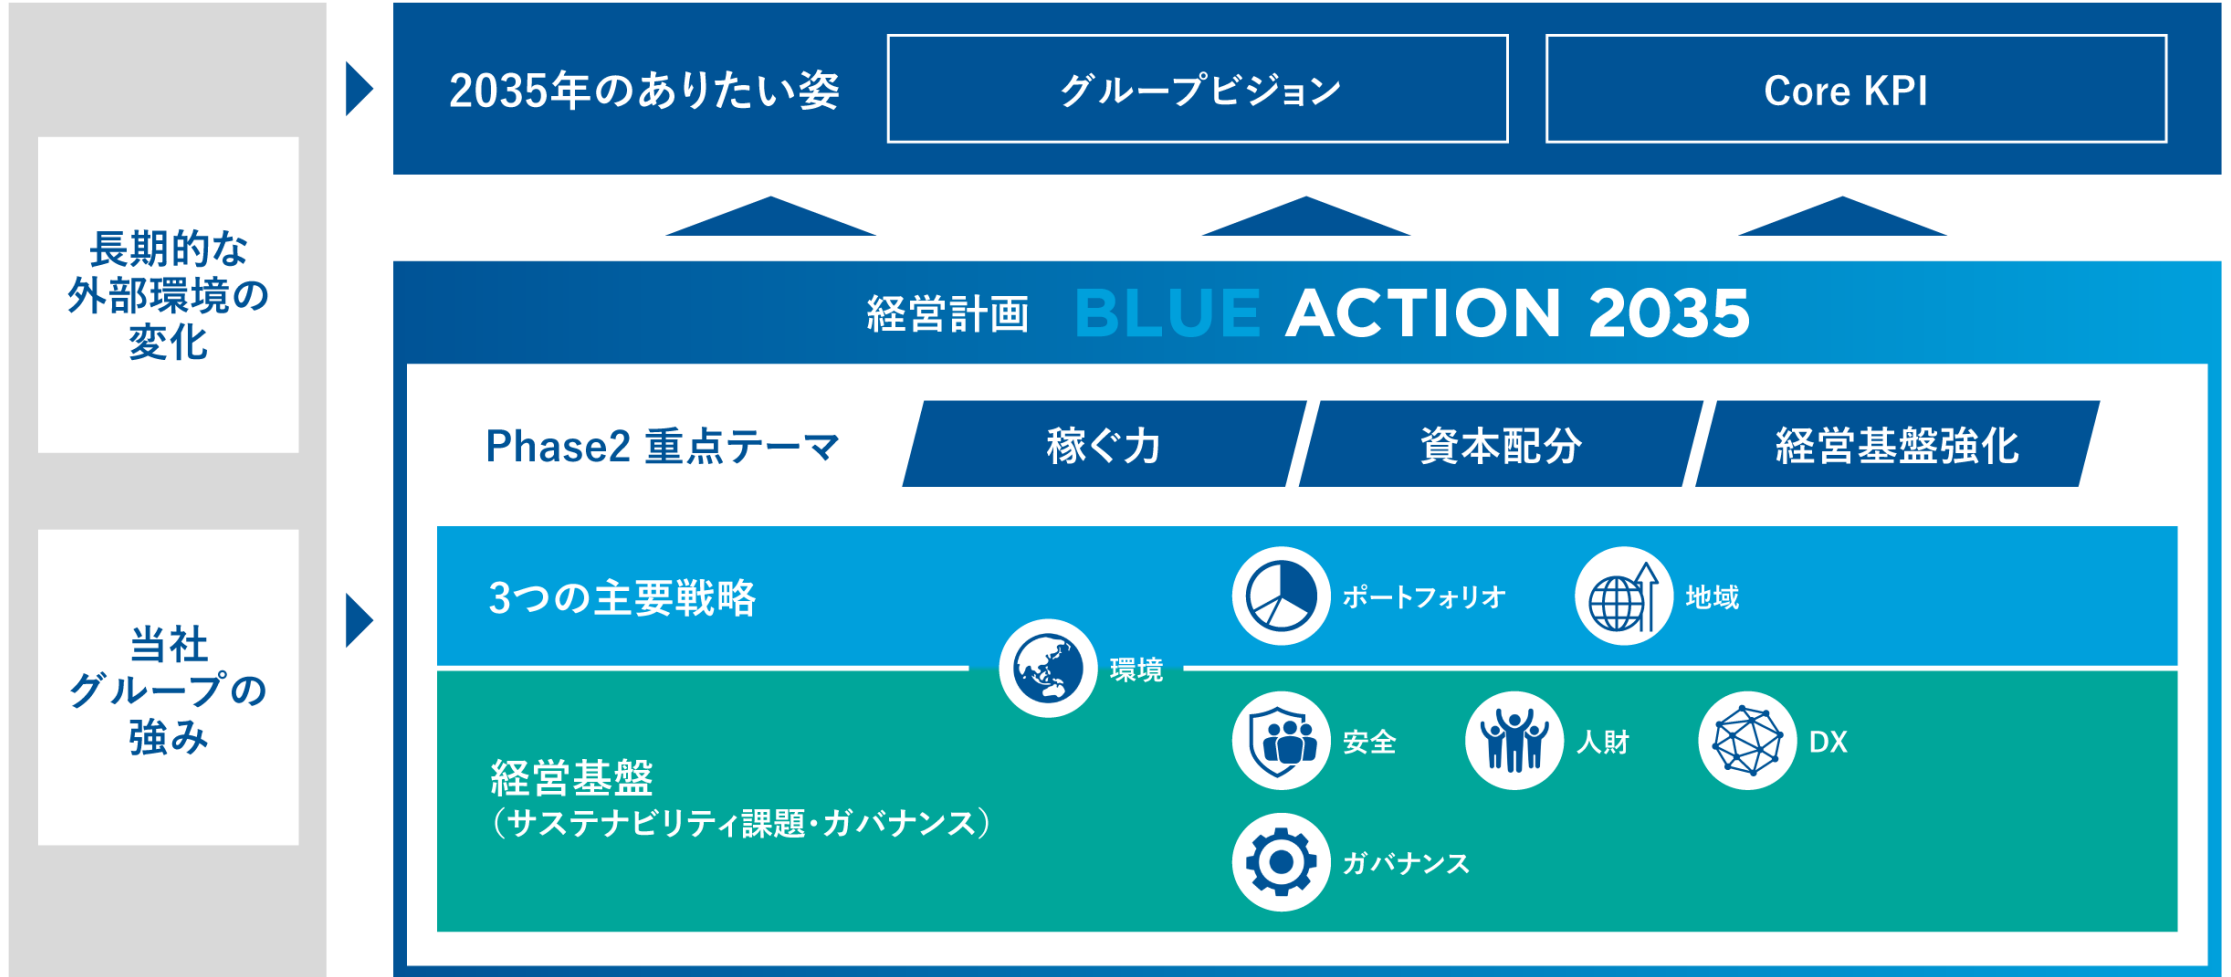 長期的な
外部環境の
変化
当社
グループの
強み
2035年のありたい姿
グループビジョン
Core KPI
経営計画 BLUE ACTION 2035
Phase2 重点テーマ
稼ぐ力
資本配分
経営基盤強化
3つの主要戦略
ポートフォリオ
地域
環境
経営基盤
（サステナビリティ課題・ガバナンス）
安全
人財
DX
ガバナンス